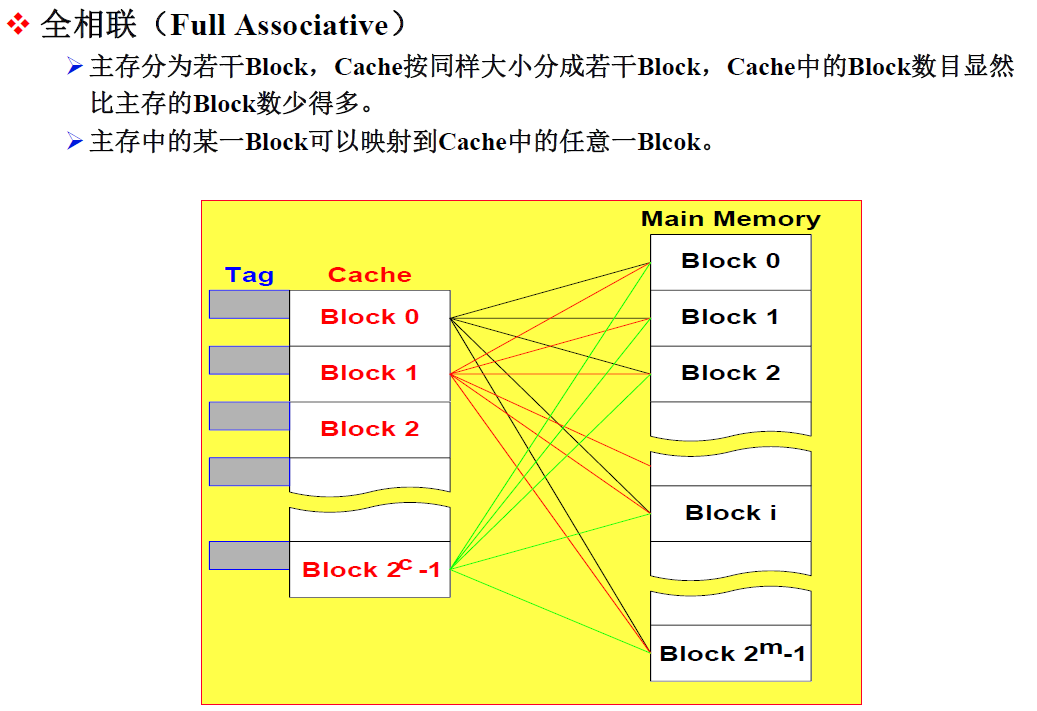 全相联（Full Associative）
主存分为若干Block，Cache按同样大小分成若干Block，Cache中的Block数目显然
比主存的Block数少得多。
主存中的某一Block可以映射到Cache中的任意一Blcok。
Main Memory
Tag
Cache
Block 0
Block 1
Block 2
Block 2^c -1
Block 0
Block 1
Block 2
Block i
Block 2^m-1